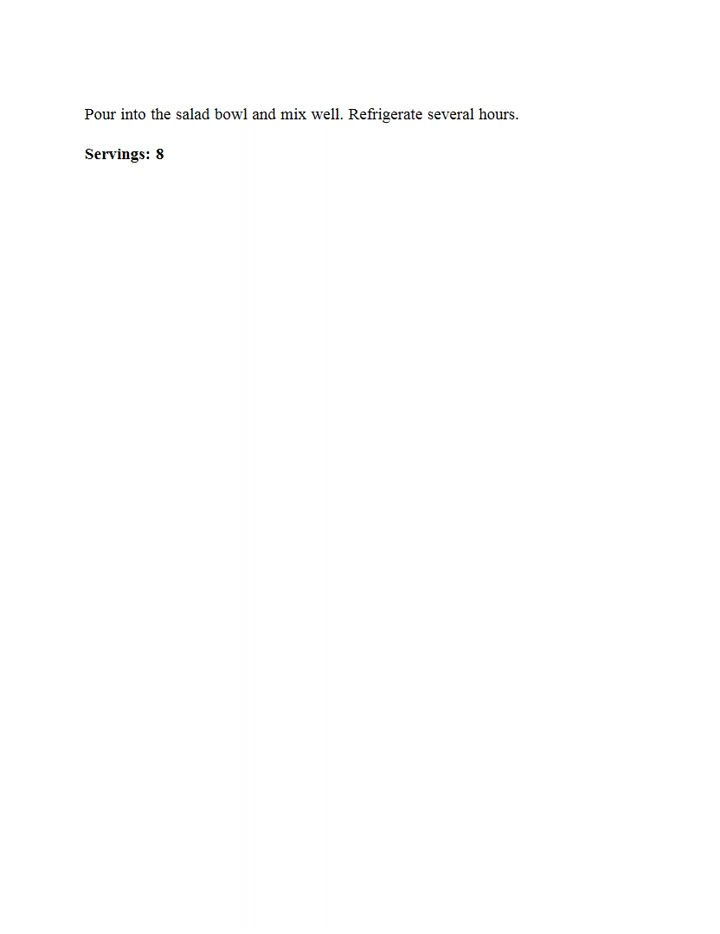 Pour into the salad bowl and mix well. Refrigerate several hours.
Servings: 8